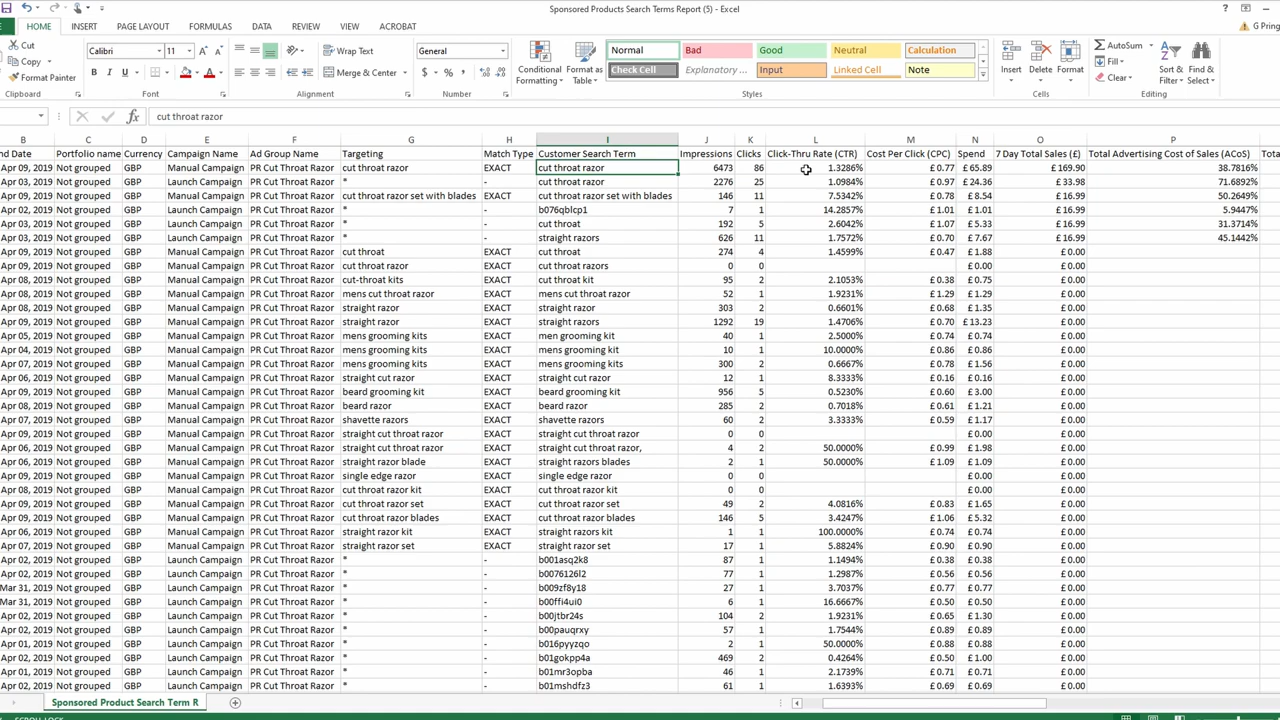 Sponsored Products Search Terms Report (5) - Excel
HOME INSERT PAGE LAYOUT FORMULAS DATA REVIEW VIEW ACROBAT G Pring
Cut Calibri 11 Wrap Text General Normal Bad Good Neutral Calculation AutoSum
Copy Fill
Format Painter B I U Merge & Center $ % Conditional Formatting Format as Table Check Cell Explanatory ... Input Linked Cell Note Insert Delete Format Clear Sort & Filter Find & Select
Clipboard Font Alignment Number Styles Cells Editing
fx cut throat razor
B C D E F G H I J K L M N O P
nd Date Portfolio name Currency Campaign Name Ad Group Name Targeting Match Type Customer Search Term Impressions Clicks Click-Thru Rate (CTR) Cost Per Click (CPC) Spend 7 Day Total Sales (£) Total Advertising Cost of Sales (ACoS) Tota
Apr 09, 2019 Not grouped GBP Manual Campaign PR Cut Throat Razor cut throat razor EXACT cut throat razor 6473 86 1.3286% £ 0.77 £ 65.89 £ 169.90 38.7816%
Apr 03, 2019 Not grouped GBP Launch Campaign PR Cut Throat Razor * - cut throat razor 2276 25 1.0984% £ 0.97 £ 24.36 £ 33.98 71.6892%
Apr 09, 2019 Not grouped GBP Manual Campaign PR Cut Throat Razor cut throat razor set with blades EXACT cut throat razor set with blades 146 11 7.5342% £ 0.78 £ 8.54 £ 16.99 50.2649%
Apr 03, 2019 Not grouped GBP Launch Campaign PR Cut Throat Razor * - b076qblcp1 7 1 14.2857% £ 1.01 £ 1.01 £ 16.99 5.9447%
Apr 03, 2019 Not grouped GBP Launch Campaign PR Cut Throat Razor * - cut throat 192 5 2.6042% £ 1.07 £ 5.33 £ 16.99 31.3714%
Apr 03, 2019 Not grouped GBP Launch Campaign PR Cut Throat Razor * - straight razors 626 11 1.7572% £ 0.70 £ 7.67 £ 16.99 45.1442%
Apr 09, 2019 Not grouped GBP Manual Campaign PR Cut Throat Razor cut throat EXACT cut throat 274 4 1.4599% £ 0.47 £ 1.88 £ 0.00
Apr 09, 2019 Not grouped GBP Manual Campaign PR Cut Throat Razor cut throat razor EXACT cut throat razors 0 0 £ 0.00 £ 0.00
Apr 08, 2019 Not grouped GBP Manual Campaign PR Cut Throat Razor cut-throat kits EXACT cut throat kit 95 2 2.1053% £ 0.38 £ 0.75 £ 0.00
Apr 08, 2019 Not grouped GBP Manual Campaign PR Cut Throat Razor mens cut throat razor EXACT mens cut throat razor 52 1 1.9231% £ 1.29 £ 1.29 £ 0.00
Apr 08, 2019 Not grouped GBP Manual Campaign PR Cut Throat Razor straight razor EXACT straight razor 303 2 0.6601% £ 0.68 £ 1.35 £ 0.00
Apr 09, 2019 Not grouped GBP Manual Campaign PR Cut Throat Razor straight razor EXACT straight razors 1292 19 1.4706% £ 0.70 £ 13.23 £ 0.00
Apr 05, 2019 Not grouped GBP Manual Campaign PR Cut Throat Razor mens grooming kits EXACT men grooming kit 40 1 2.5000% £ 0.74 £ 0.74 £ 0.00
Apr 04, 2019 Not grouped GBP Manual Campaign PR Cut Throat Razor mens grooming kits EXACT mens grooming kit 10 1 10.0000% £ 0.86 £ 0.86 £ 0.00
Apr 07, 2019 Not grouped GBP Manual Campaign PR Cut Throat Razor mens grooming kits EXACT mens grooming kits 300 2 0.6667% £ 0.78 £ 1.56 £ 0.00
Apr 06, 2019 Not grouped GBP Manual Campaign PR Cut Throat Razor straight cut razor EXACT straight cut razor 12 1 8.3333% £ 0.16 £ 0.16 £ 0.00
Apr 09, 2019 Not grouped GBP Manual Campaign PR Cut Throat Razor beard grooming kit EXACT beard grooming kit 956 5 0.5230% £ 0.60 £ 3.00 £ 0.00
Apr 08, 2019 Not grouped GBP Manual Campaign PR Cut Throat Razor beard razor EXACT beard razor 285 2 0.7018% £ 0.61 £ 1.21 £ 0.00
Apr 07, 2019 Not grouped GBP Manual Campaign PR Cut Throat Razor shavette razors EXACT shavette razors 60 2 3.3333% £ 0.59 £ 1.17 £ 0.00
Apr 09, 2019 Not grouped GBP Manual Campaign PR Cut Throat Razor straight cut throat razor EXACT straight cut throat razor 0 0 £ 0.00 £ 0.00
Apr 06, 2019 Not grouped GBP Manual Campaign PR Cut Throat Razor straight cut throat razor EXACT straight cut throat razor, 4 2 50.0000% £ 0.99 £ 1.98 £ 0.00
Apr 06, 2019 Not grouped GBP Manual Campaign PR Cut Throat Razor straight razor blade EXACT straight razors blades 2 1 50.0000% £ 1.09 £ 1.09 £ 0.00
Apr 09, 2019 Not grouped GBP Manual Campaign PR Cut Throat Razor single edge razor EXACT single edge razor 0 0 £ 0.00 £ 0.00
Apr 08, 2019 Not grouped GBP Manual Campaign PR Cut Throat Razor cut throat razor kit EXACT cut throat razor kit 0 0 £ 0.00 £ 0.00
Apr 09, 2019 Not grouped GBP Manual Campaign PR Cut Throat Razor cut throat razor set EXACT cut throat razor set 49 2 4.0816% £ 0.83 £ 1.65 £ 0.00
Apr 09, 2019 Not grouped GBP Manual Campaign PR Cut Throat Razor cut throat razor blades EXACT cut throat razor blades 146 5 3.4247% £ 1.06 £ 5.32 £ 0.00
Apr 06, 2019 Not grouped GBP Manual Campaign PR Cut Throat Razor straight razor kit EXACT straight razors kit 1 1 100.0000% £ 0.74 £ 0.74 £ 0.00
Apr 07, 2019 Not grouped GBP Manual Campaign PR Cut Throat Razor straight razor set EXACT straight razor set 17 1 5.8824% £ 0.90 £ 0.90 £ 0.00
Apr 02, 2019 Not grouped GBP Launch Campaign PR Cut Throat Razor * - b001asq2k8 87 1 1.1494% £ 0.38 £ 0.38 £ 0.00
Apr 02, 2019 Not grouped GBP Launch Campaign PR Cut Throat Razor * - b0076126l2 77 1 1.2987% £ 0.56 £ 0.56 £ 0.00
Mar 31, 2019 Not grouped GBP Launch Campaign PR Cut Throat Razor * - b009zf8y18 27 1 3.7037% £ 0.77 £ 0.77 £ 0.00
Mar 31, 2019 Not grouped GBP Launch Campaign PR Cut Throat Razor * - b00ffi4ui0 6 1 16.6667% £ 0.50 £ 0.50 £ 0.00
Apr 02, 2019 Not grouped GBP Launch Campaign PR Cut Throat Razor * - b00jtbr24s 104 2 1.9231% £ 0.65 £ 1.30 £ 0.00
Apr 02, 2019 Not grouped GBP Launch Campaign PR Cut Throat Razor * - b00pauqrxy 57 1 1.7544% £ 0.89 £ 0.89 £ 0.00
Apr 01, 2019 Not grouped GBP Launch Campaign PR Cut Throat Razor * - b016pyyzqo 2 1 50.0000% £ 0.88 £ 0.88 £ 0.00
Apr 02, 2019 Not grouped GBP Launch Campaign PR Cut Throat Razor * - b01gokpp4a 469 2 0.4264% £ 0.50 £ 1.00 £ 0.00
Apr 01, 2019 Not grouped GBP Launch Campaign PR Cut Throat Razor * - b01mr3opba 46 1 2.1739% £ 0.71 £ 0.71 £ 0.00
Apr 02, 2019 Not grouped GBP Launch Campaign PR Cut Throat Razor * - b01mshdfz3 61 1 1.6393% £ 0.69 £ 0.69 £ 0.00
Sponsored Product Search Term R
SCROLL LOCK